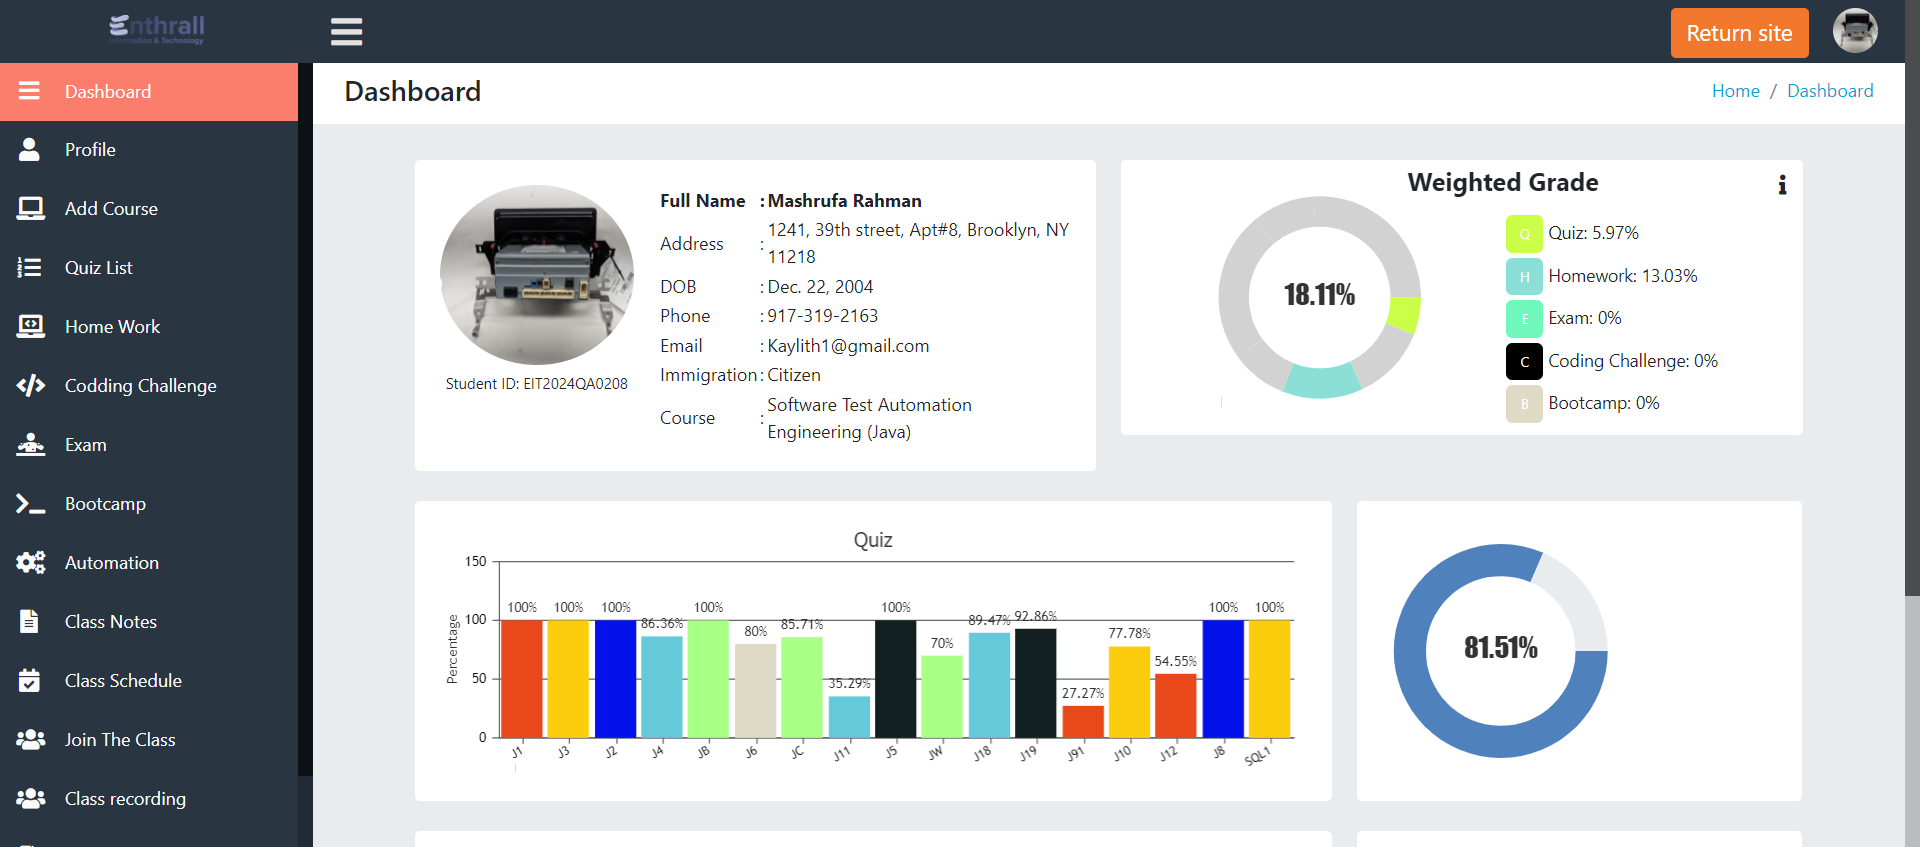 Enthrall
Information & Technology
Return site
Dashboard
Profile
Add Course
Quiz List
Home Work
Codding Challenge
Exam
Bootcamp
Automation
Class Notes
Class Schedule
Join The Class
Class recording
Dashboard
Home / Dashboard
Student ID: EIT2024QA0208
Full Name : Mashrufa Rahman
Address : 1241, 39th street, Apt#8, Brooklyn, NY
11218
DOB : Dec. 22, 2004
Phone : 917-319-2163
Email : Kaylith1@gmail.com
Immigration : Citizen
Course : Software Test Automation
Engineering (Java)
Weighted Grade
18.11%
Q Quiz: 5.97%
H Homework: 13.03%
E Exam: 0%
C Coding Challenge: 0%
B Bootcamp: 0%
Quiz
Percentage
150
100
50
0
100% 100% 100% 86.36% 100% 80% 85.71% 35.29% 100% 70% 89.47% 92.86% 27.27% 77.78% 54.55% 100% 100%
J1 J3 J2 J4 JB J6 JC J11 J5 JW J18 J19 J91 J10 J12 J8 SQL1
81.51%